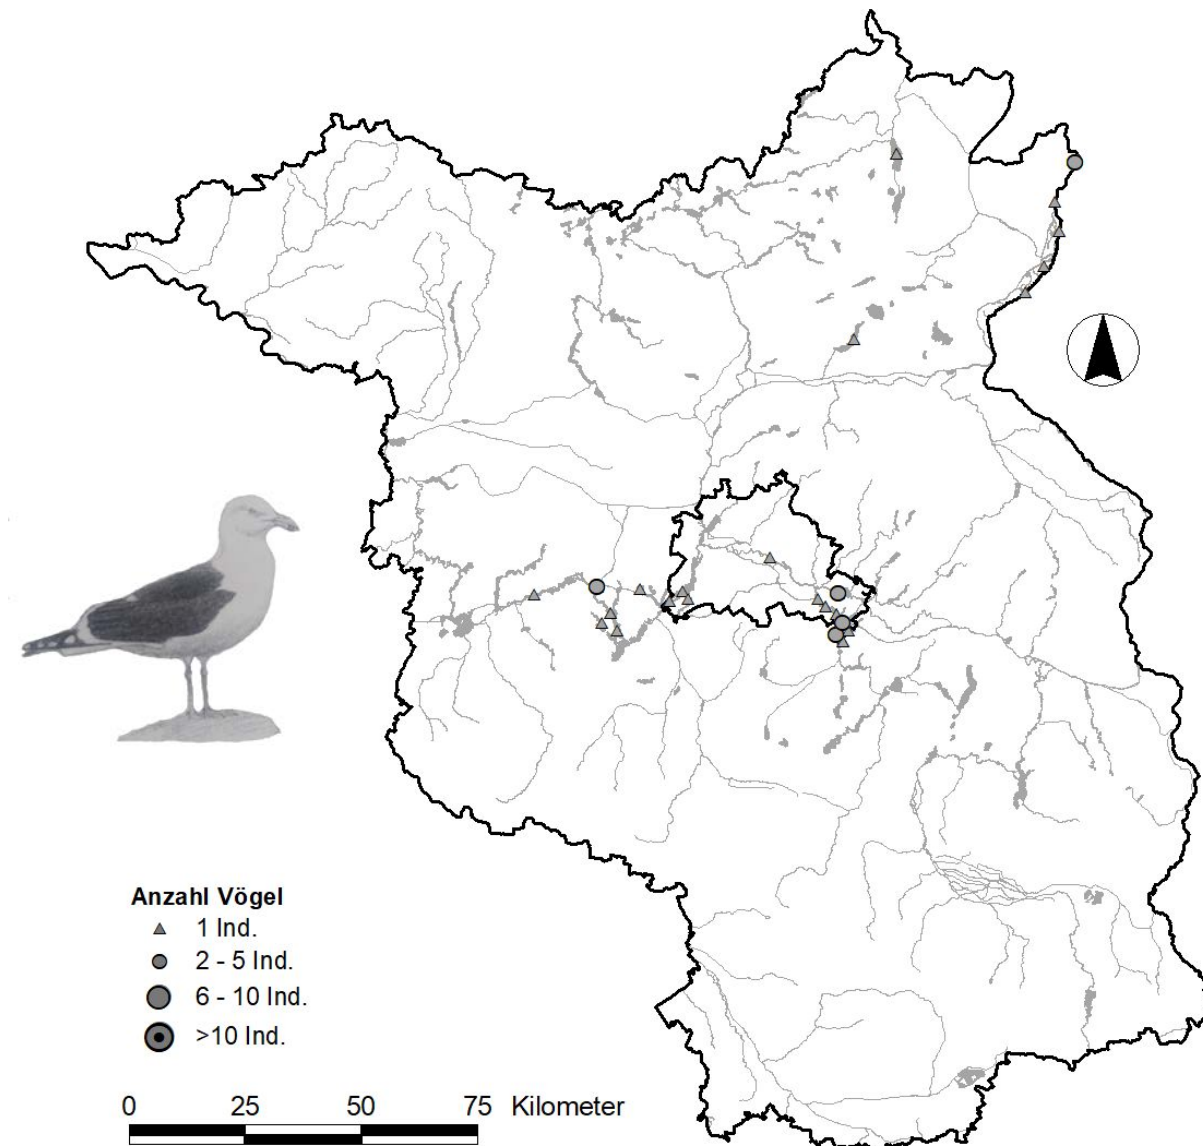 Anzahl Vögel
1 Ind.
2 - 5 Ind.
6 - 10 Ind.
>10 Ind.
0 25 50 75 Kilometer